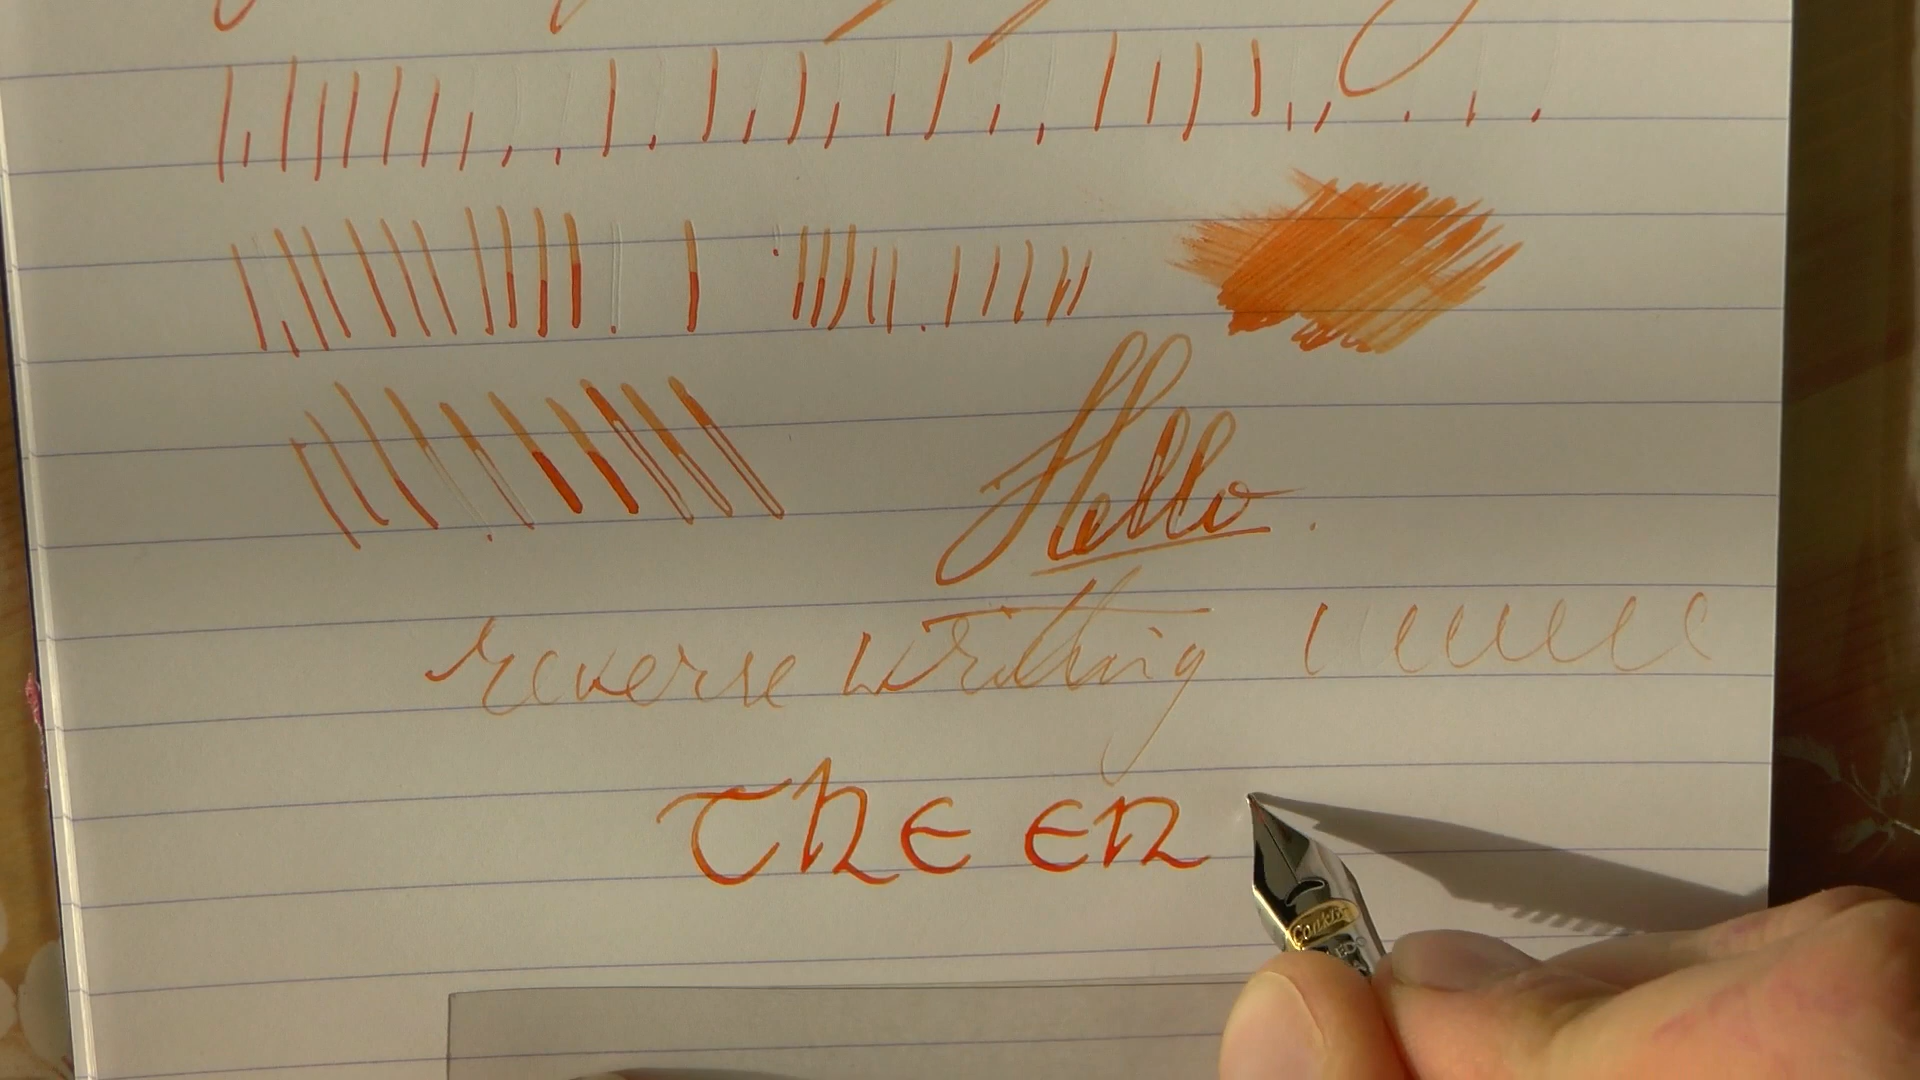 Hello.
reverse writing
THE EN